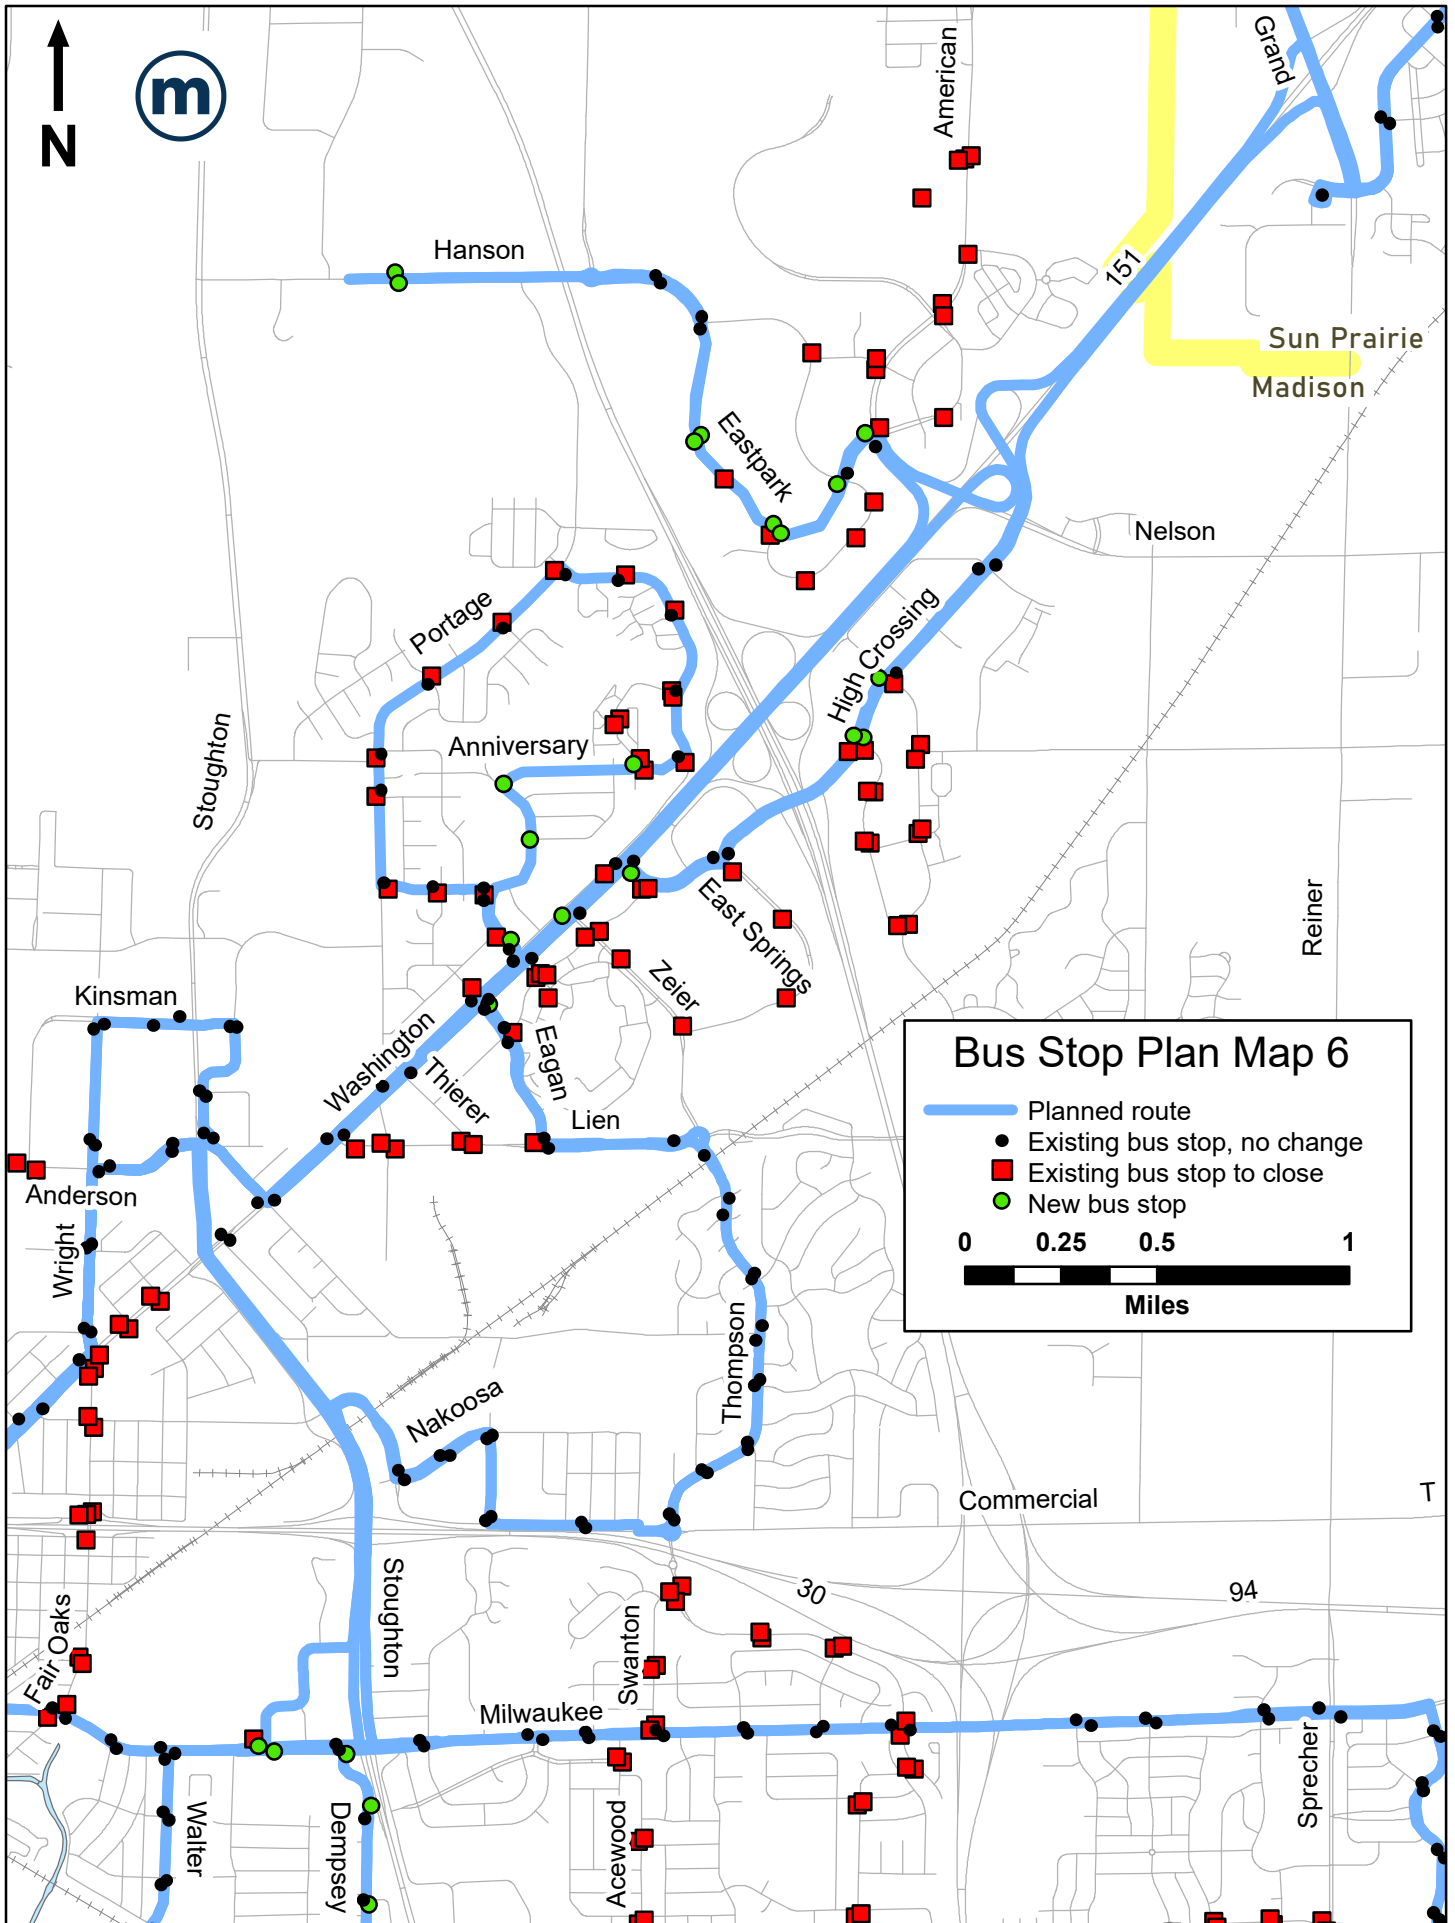 American
Grand
m
N
Hanson
151
Sun Prairie
Madison
Eastpark
Nelson
Portage
High Crossing
Stoughton
Anniversary
East Springs
Reiner
Zeier
Kinsman
Washington
Eagan
Thierer
Lien
Bus Stop Plan Map 6
Planned route
Existing bus stop, no change
Existing bus stop to close
New bus stop
0 0.25 0.5 1
Miles
Anderson
Wright
Thompson
Nakoosa
Commercial
T
Stoughton
30
94
Fair Oaks
Swanton
Milwaukee
Sprecher
Walter
Dempsey
Acewood